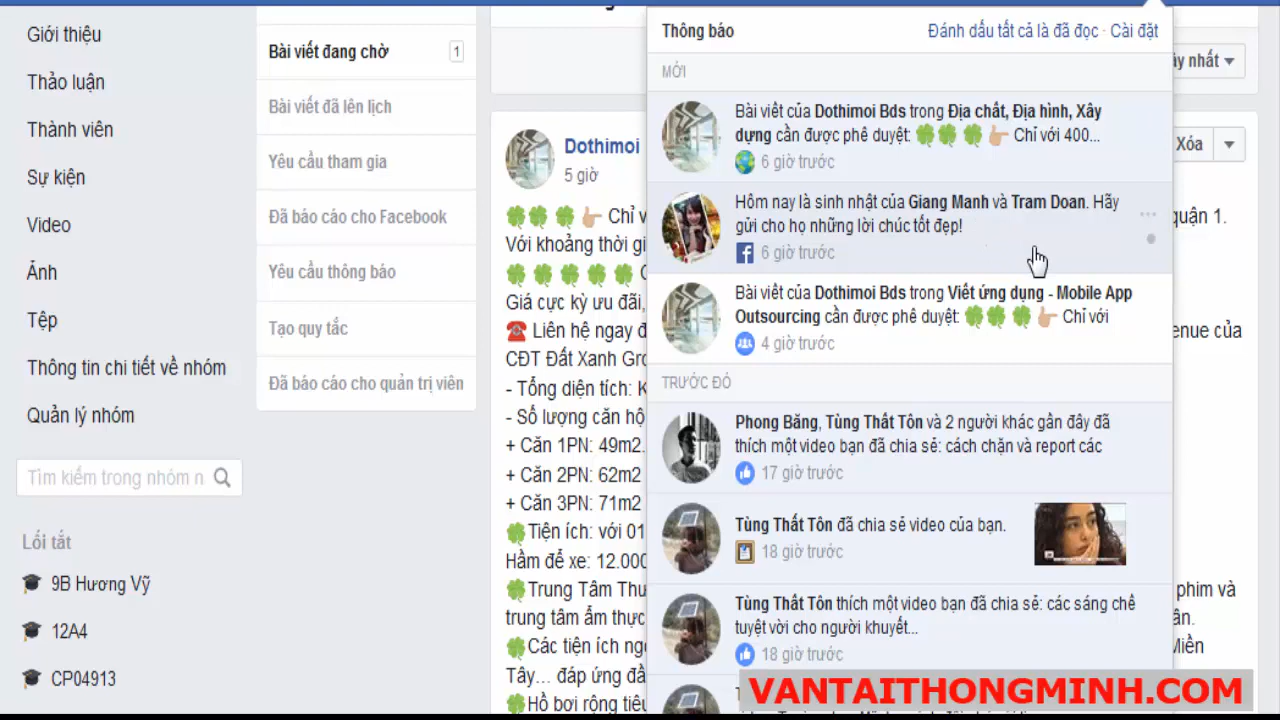 Giới thiệu
Thảo luận
Thành viên
Sự kiện
Video
Ảnh
Tệp
Thông tin chi tiết về nhóm
Quản lý nhóm
Tìm kiếm trong nhóm n
Lối tắt
9B Hương Vỹ
12A4
CP04913
Bài viết đang chờ 1
Bài viết đã lên lịch
Yêu cầu tham gia
Đã báo cáo cho Facebook
Yêu cầu thông báo
Tạo quy tắc
Đã báo cáo cho quản trị viên
Dothimoi
5 giờ
Chỉ v
quận 1.
Với khoảng thời gi
Giá cực kỳ ưu đãi,
Liên hệ ngay đ
enue của
CĐT Đất Xanh Gro
- Tổng diện tích: K
- Số lượng căn hộ
+ Căn 1PN: 49m2.
+ Căn 2PN: 62m2
+ Căn 3PN: 71m2
Tiện ích: với 01
Hầm để xe: 12.000
Trung Tâm Thư
phim và
trung tâm ẩm thực
ân.
Các tiện ích ngo
Miền
Tây... đáp ứng đầ
Hồ bơi rộng tiêu
ầy nhất
Xóa
Thông báo
Đánh dấu tất cả là đã đọc · Cài đặt
MỚI
Bài viết của Dothimoi Bds trong Địa chất, Địa hình, Xây
dựng cần được phê duyệt: Chỉ với 400...
6 giờ trước
Hôm nay là sinh nhật của Giang Manh và Tram Doan. Hãy
gửi cho họ những lời chúc tốt đẹp!
6 giờ trước
Bài viết của Dothimoi Bds trong Viết ứng dụng - Mobile App
Outsourcing cần được phê duyệt: Chỉ với
4 giờ trước
TRƯỚC ĐÓ
Phong Băng, Tùng Thất Tôn và 2 người khác gần đây đã
thích một video bạn đã chia sẻ: cách chặn và report các
17 giờ trước
Tùng Thất Tôn đã chia sẻ video của bạn.
18 giờ trước
Tùng Thất Tôn thích một video bạn đã chia sẻ: các sáng chế
tuyệt vời cho người khuyết...
18 giờ trước
VANTAITHONGMINH.COM